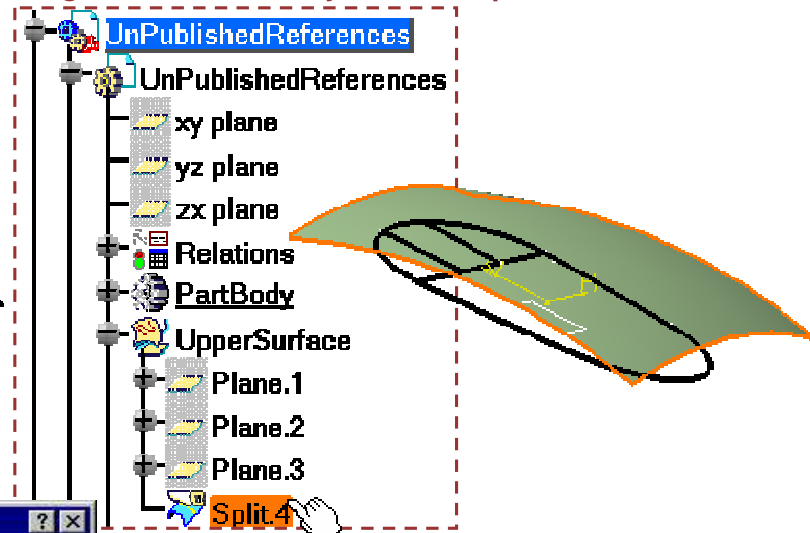 UnPublishedReferences
UnPublishedReferences
xy plane
yz plane
zx plane
Relations
PartBody
UpperSurface
Plane.1
Plane.2
Plane.3
Split.4